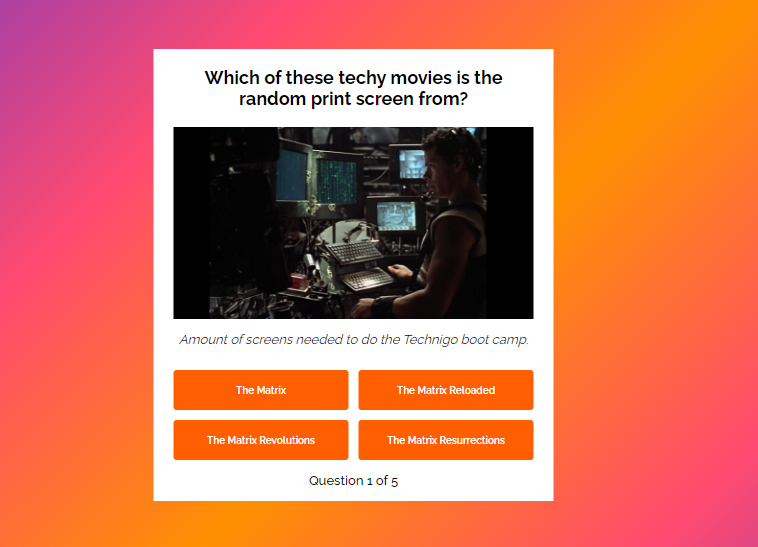 Which of these techy movies is the
random print screen from?
Amount of screens needed to do the Technigo boot camp.
The Matrix
The Matrix Reloaded
The Matrix Revolutions
The Matrix Resurrections
Question 1 of 5